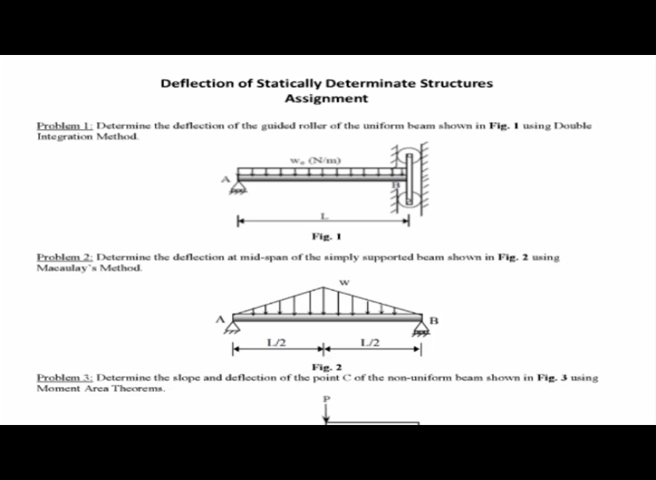 Deflection of Statically Determinate Structures
Assignment
Problem 1: Determine the deflection of the guided roller of the uniform beam shown in Fig. 1 using Double
Integration Method.
wₒ (N/m)
A
B
L
Fig. 1
Problem 2: Determine the deflection at mid-span of the simply supported beam shown in Fig. 2 using
Macaulay's Method.
w
A
B
L/2
L/2
Fig. 2
Problem 3: Determine the slope and deflection of the point C of the non-uniform beam shown in Fig. 3 using
Moment Area Theorems.
P